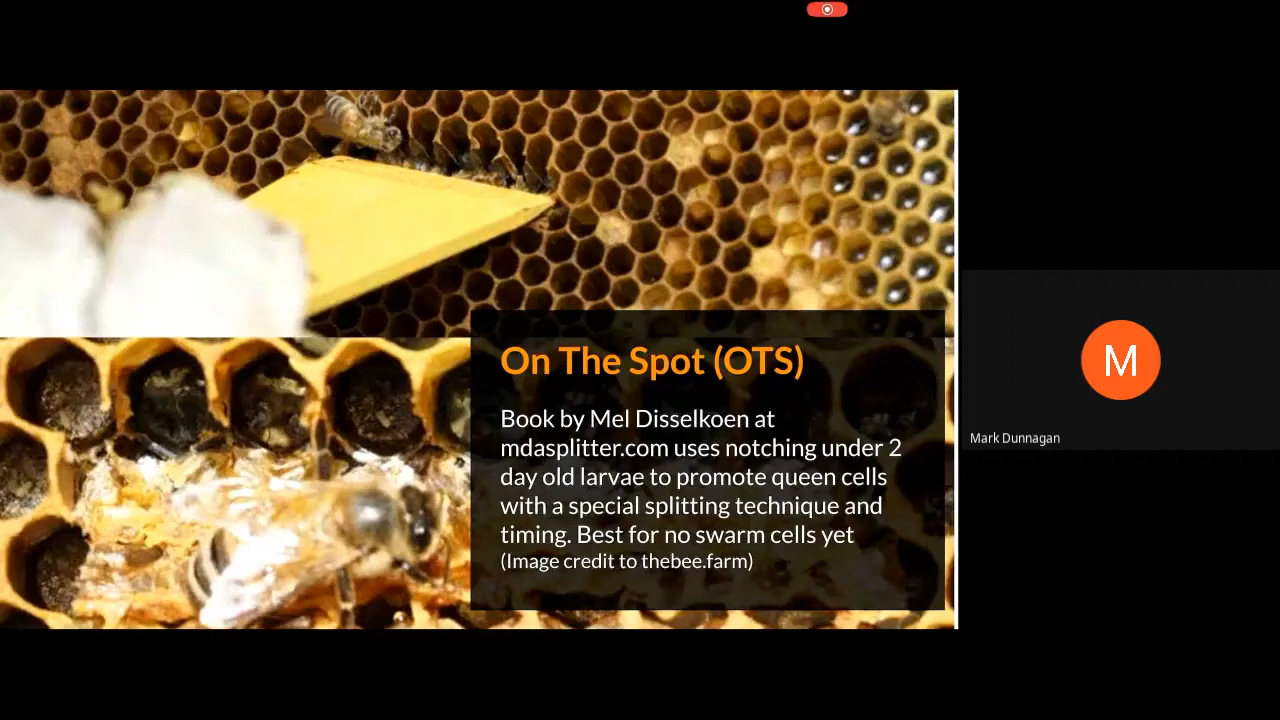 On The Spot (OTS)
Book by Mel Disselkoen at
mdasplitter.com uses notching under 2
day old larvae to promote queen cells
with a special splitting technique and
timing. Best for no swarm cells yet
(Image credit to thebee.farm)
M
Mark Dunnagan